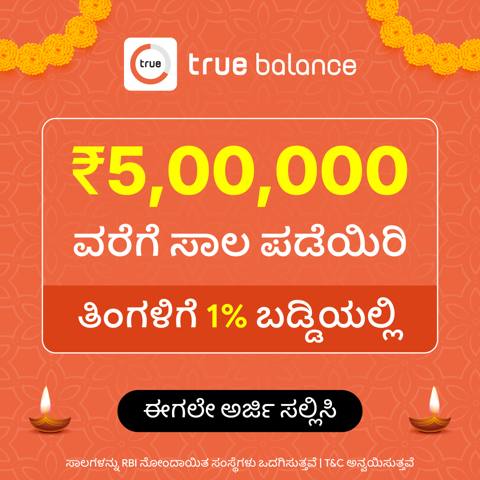 true
true balance
₹5,00,000
ವರೆಗೆ ಸಾಲ ಪಡೆಯಿರಿ
ತಿಂಗಳಿಗೆ 1% ಬಡ್ಡಿಯಲ್ಲಿ
ಈಗಲೇ ಅರ್ಜಿ ಸಲ್ಲಿಸಿ
ಸಾಲಗಳನ್ನು RBI ನೋಂದಾಯಿತ ಸಂಸ್ಥೆಗಳು ಒದಗಿಸುತ್ತವೆ | T&C ಅನ್ವಯಿಸುತ್ತವೆ